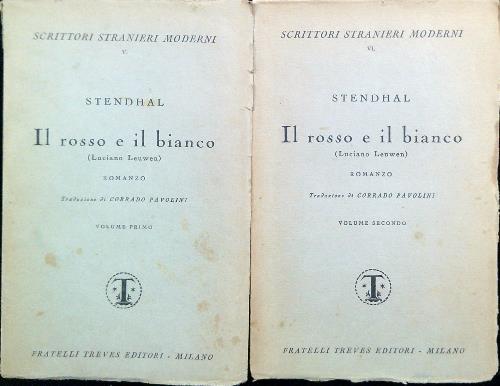 SCRITTORI STRANIERI MODERNI
V.
STENDHAL
Il rosso e il bianco
(Luciano Leuwen)
ROMANZO
Traduzione di CORRADO PAVOLINI
VOLUME PRIMO
T
FRATELLI TREVES EDITORI - MILANO
SCRITTORI STRANIERI MODERNI
VI.
STENDHAL
Il rosso e il bianco
(Luciano Leuwen)
ROMANZO
Traduzione di CORRADO PAVOLINI
VOLUME SECONDO
T
FRATELLI TREVES EDITORI - MILANO